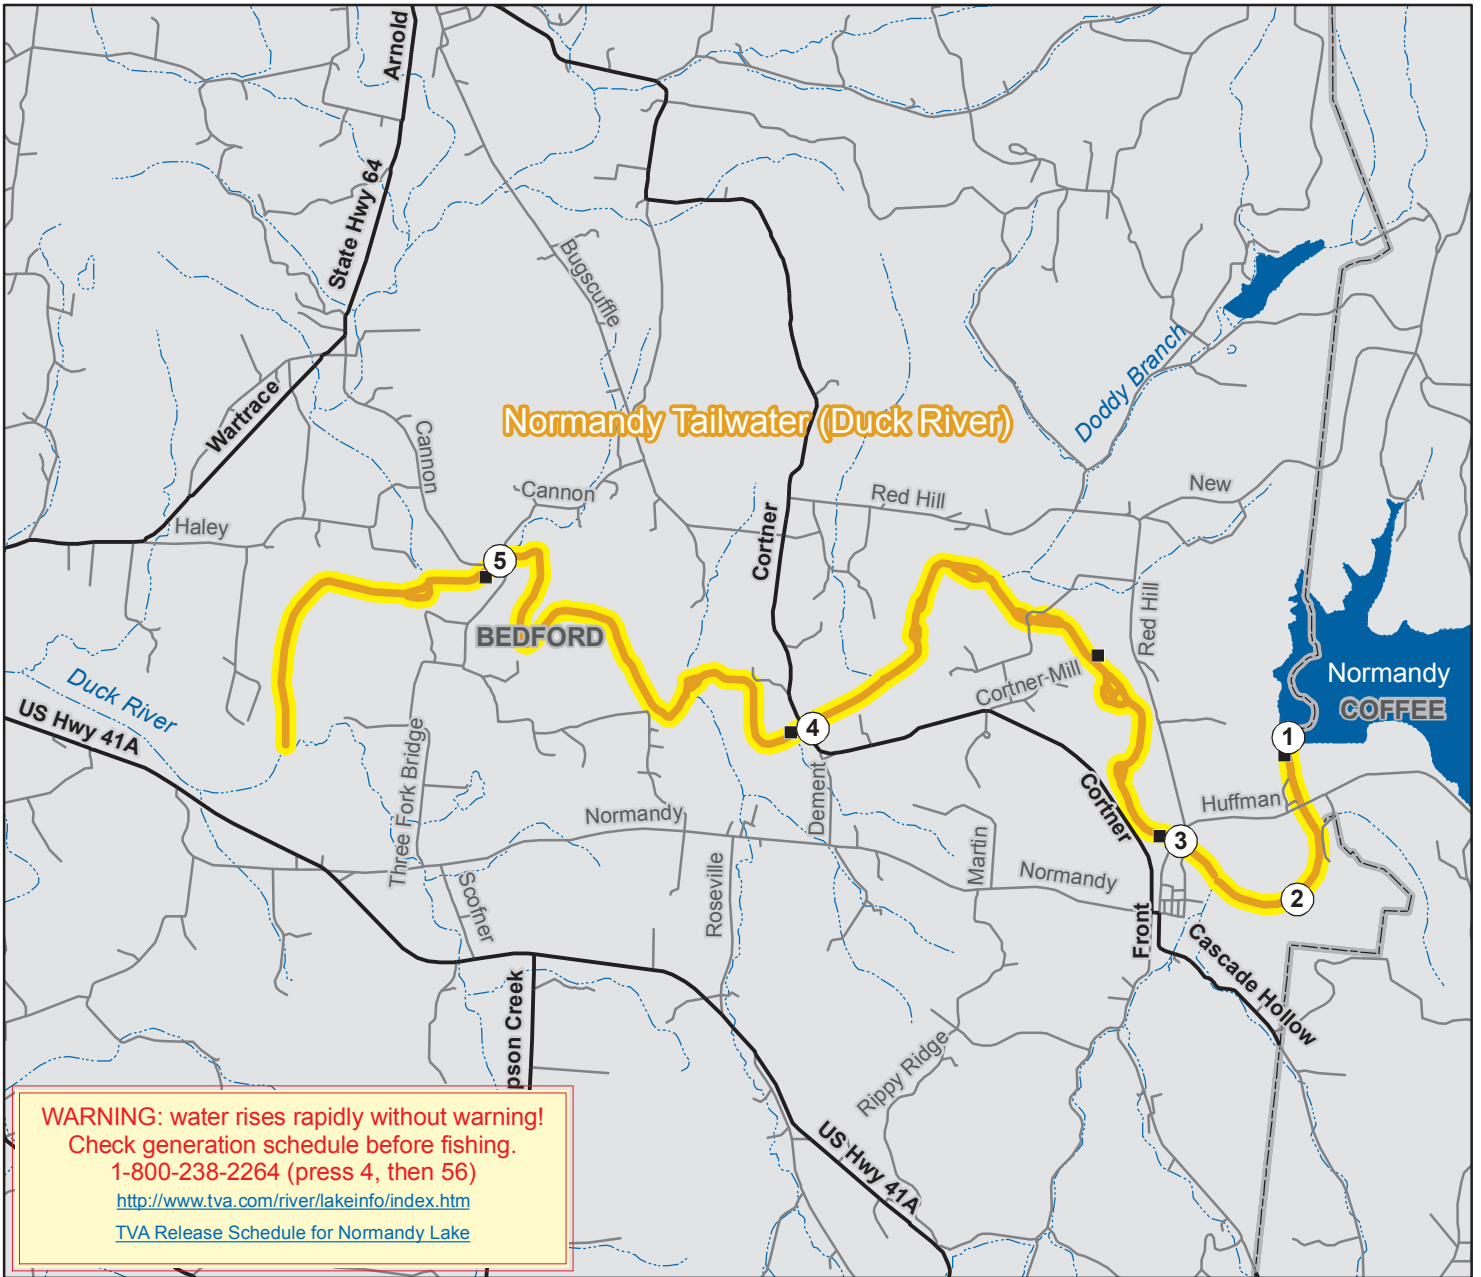 Arnold
State Hwy 64
Bugscuffle
Doddy Branch
Wartrace
Normandy Tailwater (Duck River)
Cannon
Cannon
Haley
Cortner
Red Hill
New
5
BEDFORD
Red Hill
Duck River
US Hwy 41A
Cortner-Mill
Normandy
COFFEE
4
1
Three Fork Bridge
Normandy
Dement
Cortner
Huffman
3
Martin
Normandy
2
Scofner
Roseville
Front
Cascade Hollow
pson Creek
Rippy Ridge
US Hwy 41A
WARNING: water rises rapidly without warning!
Check generation schedule before fishing.
1-800-238-2264 (press 4, then 56)
http://www.tva.com/river/lakeinfo/index.htm
TVA Release Schedule for Normandy Lake